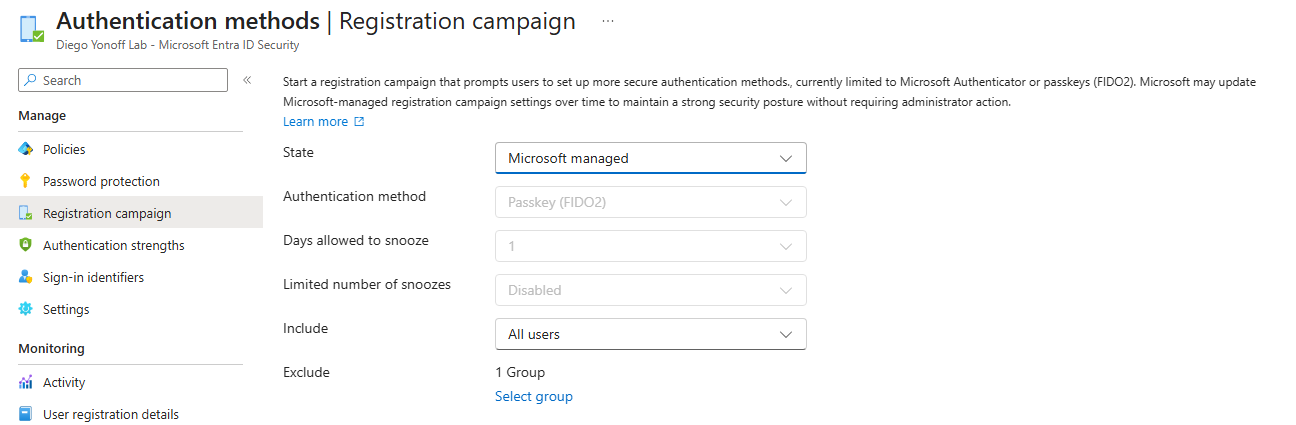 Authentication methods | Registration campaign ...
Diego Yonoff Lab - Microsoft Entra ID Security
Search «
Manage
Policies
Password protection
Registration campaign
Authentication strengths
Sign-in identifiers
Settings
Monitoring
Activity
User registration details
Start a registration campaign that prompts users to set up more secure authentication methods., currently limited to Microsoft Authenticator or passkeys (FIDO2). Microsoft may update
Microsoft-managed registration campaign settings over time to maintain a strong security posture without requiring administrator action.
Learn more
State Microsoft managed
Authentication method Passkey (FIDO2)
Days allowed to snooze 1
Limited number of snoozes Disabled
Include All users
Exclude 1 Group
Select group